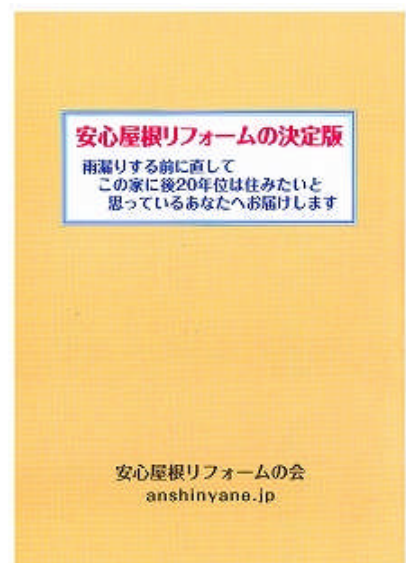 安心屋根リフォームの決定版
雨漏りする前に直して
この家に後20年位は住みたいと
思っているあなたへお届けします
安心屋根リフォームの会
anshinyane.jp